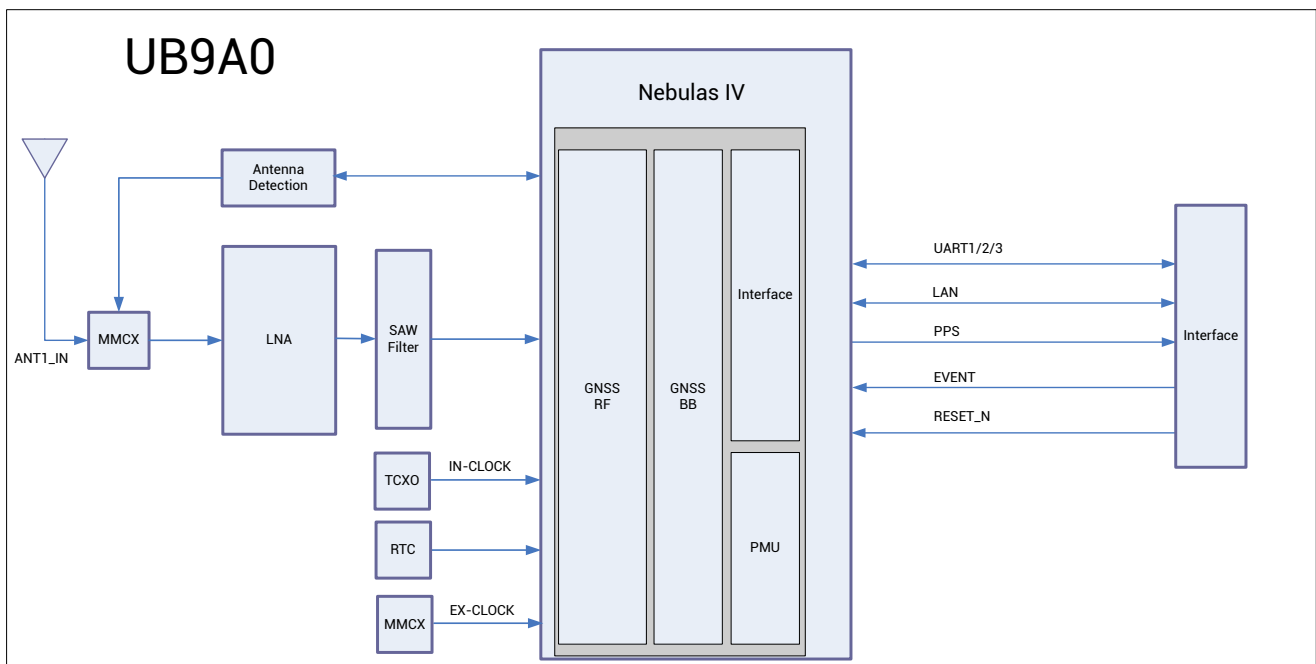 UB9A0
Nebulas IV
Antenna
Detection
MMCX
ANT1_IN
LNA
SAW
Filter
GNSS
RF
GNSS
BB
Interface
PMU
TCXO
IN-CLOCK
RTC
MMCX
EX-CLOCK
UART1/2/3
LAN
PPS
EVENT
RESET_N
Interface